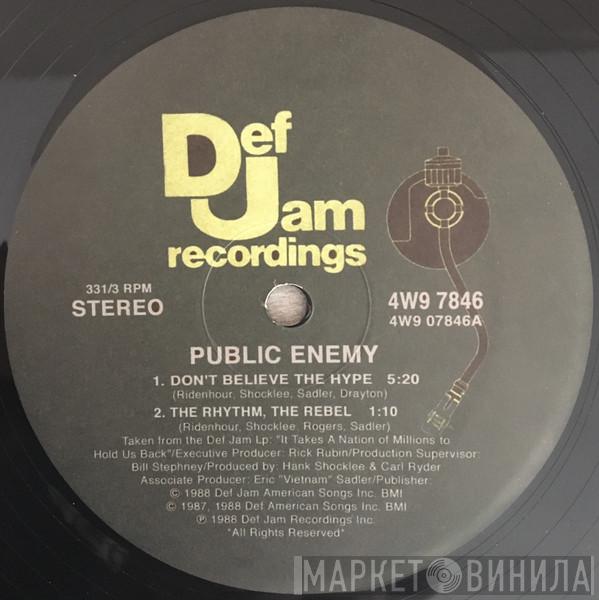 Def
Jam
recordings
331/3 RPM
STEREO
4W9 7846
4W9 07846A
PUBLIC ENEMY
1. DON'T BELIEVE THE HYPE 5:20
(Ridenhour, Shocklee, Sadler, Drayton)
2. THE RHYTHM, THE REBEL 1:10
(Ridenhour, Shocklee, Rogers, Sadler)
Taken from the Def Jam Lp: "It Takes A Nation of Millions to
Hold Us Back"/Executive Producer: Rick Rubin/Production Supervisor:
Bill Stephney/Produced by: Hank Shocklee & Carl Ryder
Associate Producer: Eric "Vietnam" Sadler/Publisher:
© 1988 Def Jam American Songs Inc. BMI
© 1987, 1988 Def American Songs Inc. BMI
℗ 1988 Def Jam Recordings Inc.
"All Rights Reserved"
МАРКЕТ ВИНИЛА